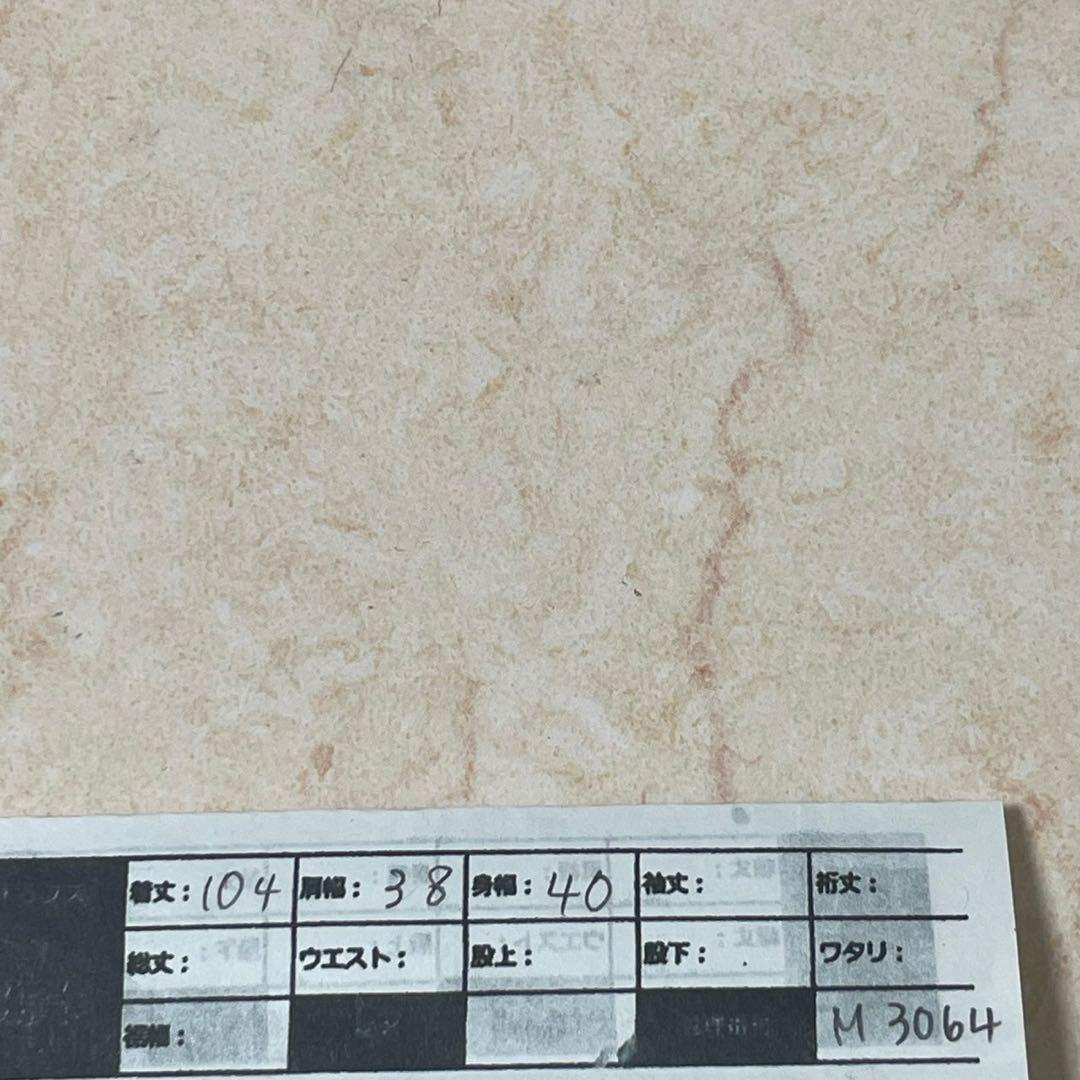 着丈：104 肩幅：38 身幅：40 袖丈： 裄丈：
総丈： ウエスト： 股上： 股下： ワタリ：
裾幅： M 3064